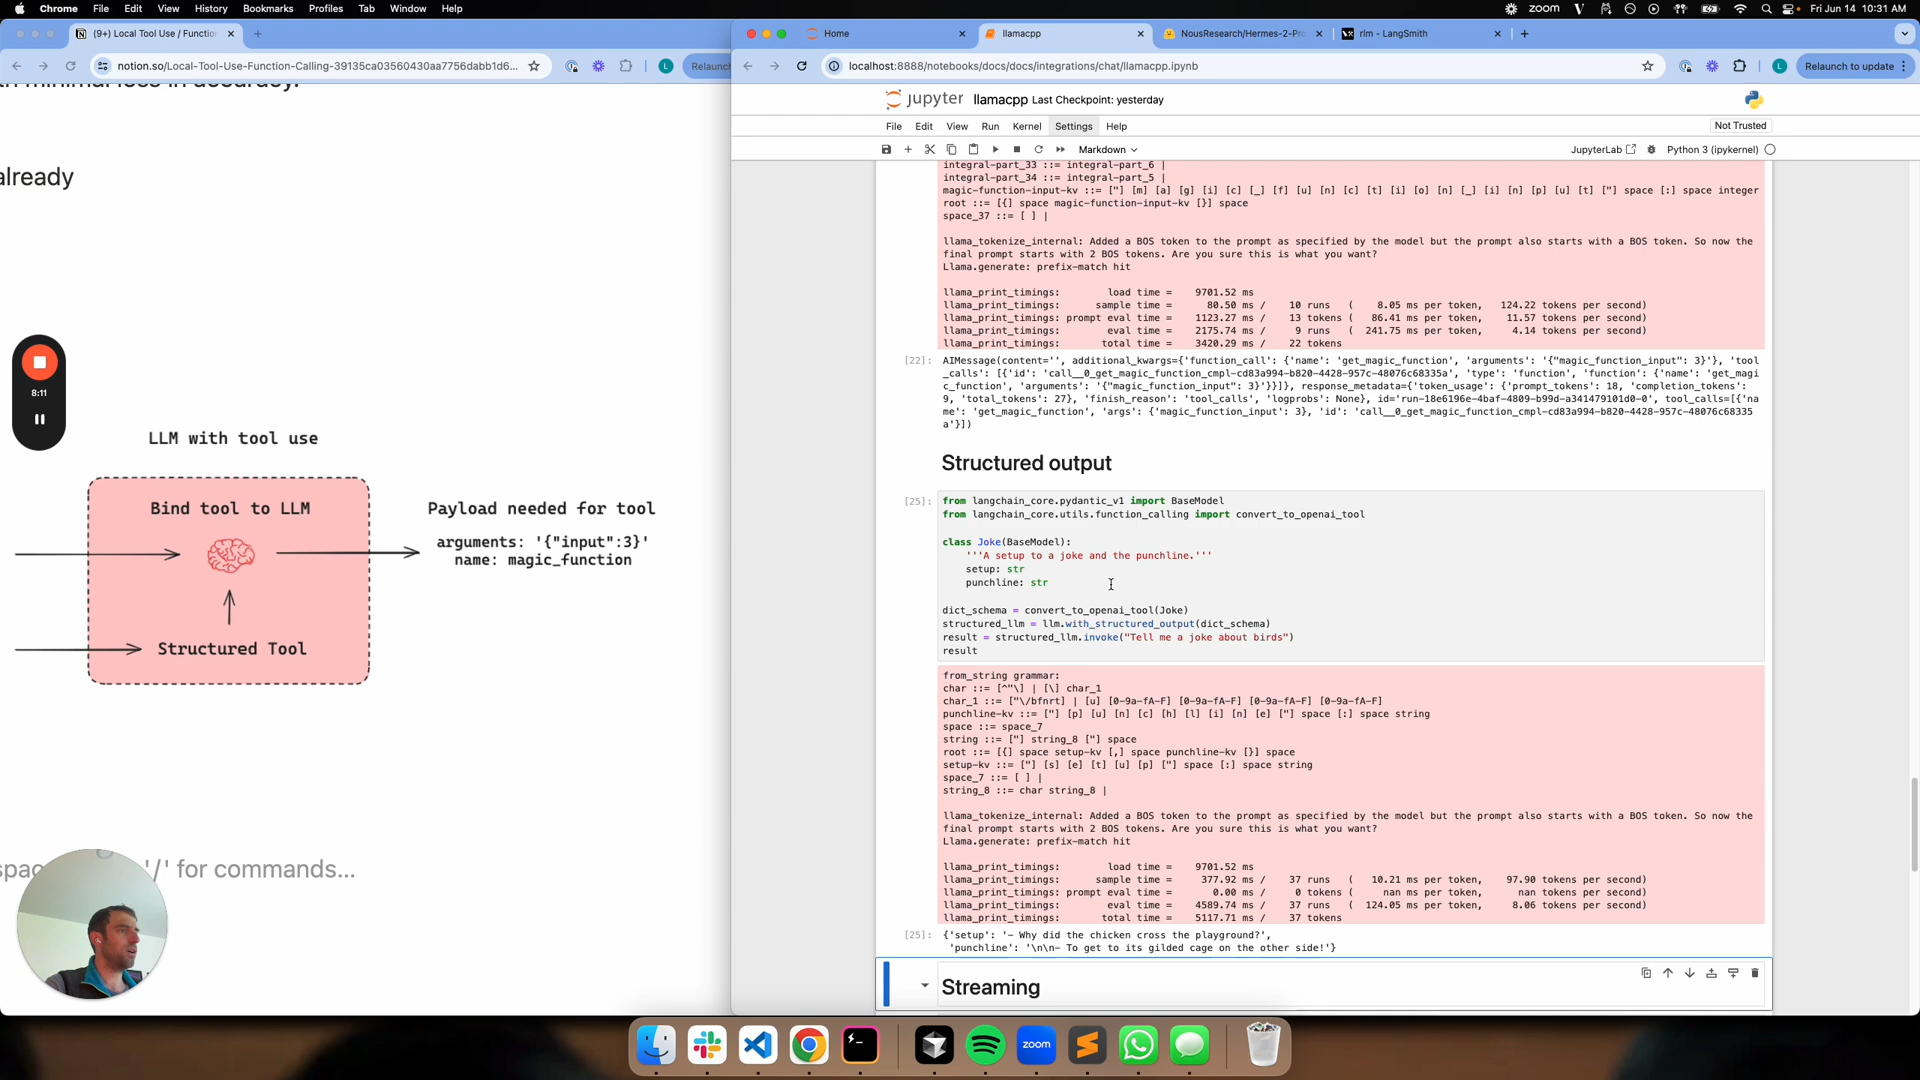 Chrome File Edit View History Bookmarks Profiles Tab Window Help
zoom
Fri Jun 14 10:31 AM
(9+) Local Tool Use / Functio
notion.so/Local-Tool-Use-Function-Calling-39135ca03560430aa7756dabb1d6...
Relaunc
already
8:11
LLM with tool use
Bind tool to LLM
Payload needed for tool
arguments: '{"input":3}'
name: magic_function
Structured Tool
'/' for commands...
Home
llamacpp
NousResearch/Hermes-2-Pro
rlm - LangSmith
localhost:8888/notebooks/docs/docs/integrations/chat/llamacpp.ipynb
Relaunch to update
jupyter llamacpp Last Checkpoint: yesterday
File Edit View Run Kernel Settings Help
Not Trusted
Markdown
JupyterLab
Python 3 (ipykernel)
integral-part_33 ::= integral-part_6 |
integral-part_34 ::= integral-part_5 |
magic-function-input-kv ::= ["] [m] [a] [g] [i] [c] [_] [f] [u] [n] [c] [t] [i] [o] [n] [_] [i] [n] [p] [u] [t] ["] space [:] space integer
root ::= [{] space magic-function-input-kv [}] space
space_37 ::= [ ] |
llama_tokenize_internal: Added a BOS token to the prompt as specified by the model but the prompt also starts with a BOS token. So now the
final prompt starts with 2 BOS tokens. Are you sure this is what you want?
Llama.generate: prefix-match hit
llama_print_timings: load time = 9701.52 ms
llama_print_timings: sample time = 80.50 ms / 10 runs ( 8.05 ms per token, 124.22 tokens per second)
llama_print_timings: prompt eval time = 1123.27 ms / 13 tokens ( 86.41 ms per token, 11.57 tokens per second)
llama_print_timings: eval time = 2175.74 ms / 9 runs ( 241.75 ms per token, 4.14 tokens per second)
llama_print_timings: total time = 3420.29 ms / 22 tokens
[22]: AIMessage(content='', additional_kwargs={'function_call': {'name': 'get_magic_function', 'arguments': '{"magic_function_input": 3}'}, 'tool
_calls': [{'id': 'call__0_get_magic_function_cmpl-cd83a994-b820-4428-957c-48076c68335a', 'type': 'function', 'function': {'name': 'get_magi
c_function', 'arguments': '{"magic_function_input": 3}'}}]}, response_metadata={'token_usage': {'prompt_tokens': 18, 'completion_tokens':
9, 'total_tokens': 27}, 'finish_reason': 'tool_calls', 'logprobs': None}, id='run-18e6196e-4baf-4809-b99d-a341479101d0-0', tool_calls=[{'na
me': 'get_magic_function', 'args': {'magic_function_input': 3}, 'id': 'call__0_get_magic_function_cmpl-cd83a994-b820-4428-957c-48076c68335
a'}])
Structured output
[25]: from langchain_core.pydantic_v1 import BaseModel
from langchain_core.utils.function_calling import convert_to_openai_tool
class Joke(BaseModel):
'''A setup to a joke and the punchline.'''
setup: str
punchline: str
dict_schema = convert_to_openai_tool(Joke)
structured_llm = llm.with_structured_output(dict_schema)
result = structured_llm.invoke("Tell me a joke about birds")
result
from_string grammar:
char ::= [^"\] | [\] char_1
char_1 ::= ["\/bfnrt] | [u] [0-9a-fA-F] [0-9a-fA-F] [0-9a-fA-F] [0-9a-fA-F]
punchline-kv ::= ["] [p] [u] [n] [c] [h] [l] [i] [n] [e] ["] space [:] space string
space ::= space_7
string ::= ["] string_8 ["] space
root ::= [{] space setup-kv [,] space punchline-kv [}] space
setup-kv ::= ["] [s] [e] [t] [u] [p] ["] space [:] space string
space_7 ::= [ ] |
string_8 ::= char string_8 |
llama_tokenize_internal: Added a BOS token to the prompt as specified by the model but the prompt also starts with a BOS token. So now the
final prompt starts with 2 BOS tokens. Are you sure this is what you want?
Llama.generate: prefix-match hit
llama_print_timings: load time = 9701.52 ms
llama_print_timings: sample time = 377.92 ms / 37 runs ( 10.21 ms per token, 97.90 tokens per second)
llama_print_timings: prompt eval time = 0.00 ms / 0 tokens ( nan ms per token, nan tokens per second)
llama_print_timings: eval time = 4589.74 ms / 37 runs ( 124.05 ms per token, 8.06 tokens per second)
llama_print_timings: total time = 5117.71 ms / 37 tokens
[25]: {'setup': '- Why did the chicken cross the playground?',
'punchline': '\n\n- To get to its gilded cage on the other side!'}
Streaming
zoom